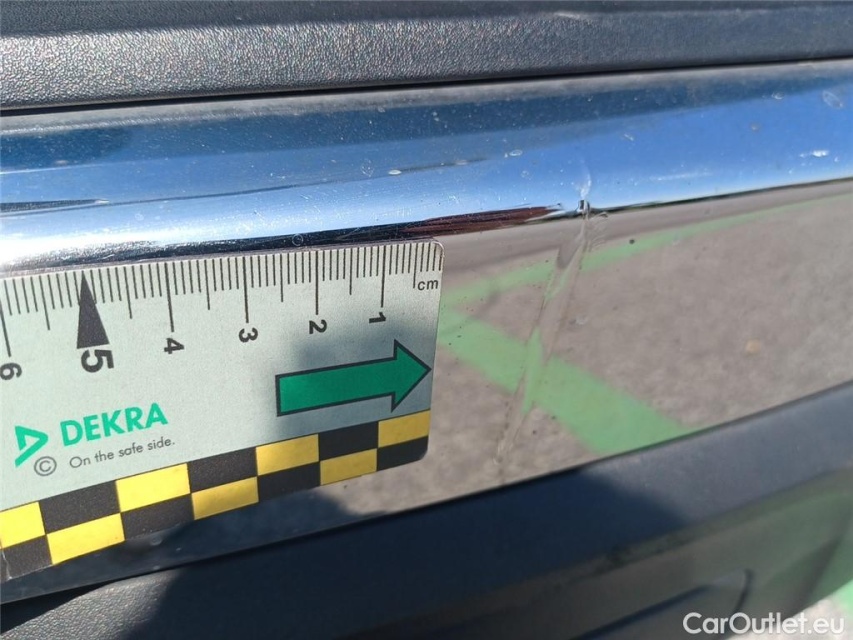 cm
6 5 4 3 2 1
DEKRA
© On the safe side.
CarOutlet.eu